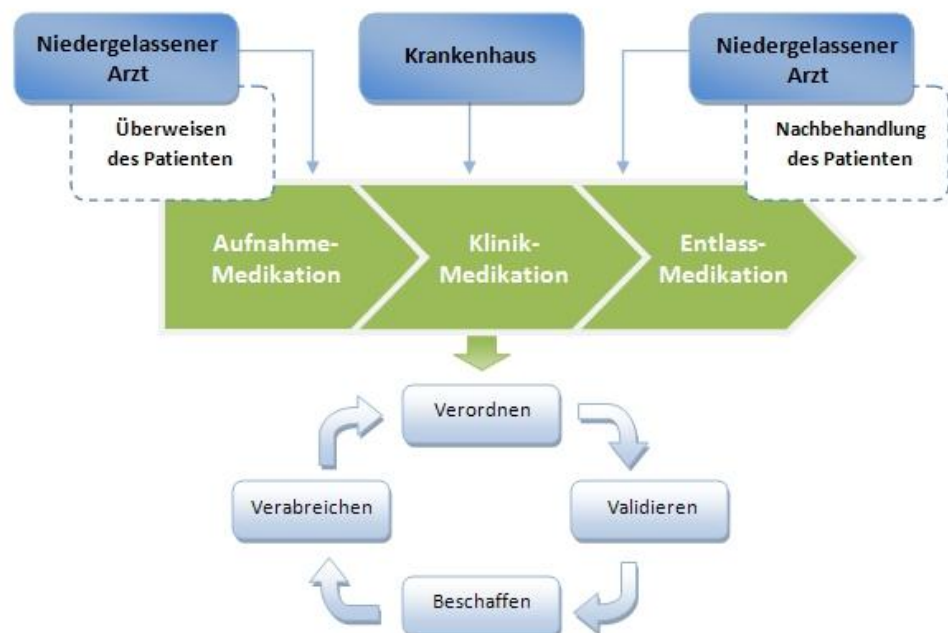 Niedergelassener
Arzt
Überweisen
des Patienten
Krankenhaus
Niedergelassener
Arzt
Nachbehandlung
des Patienten
Aufnahme-
Medikation
Klinik-
Medikation
Entlass-
Medikation
Verordnen
Validieren
Beschaffen
Verabreichen